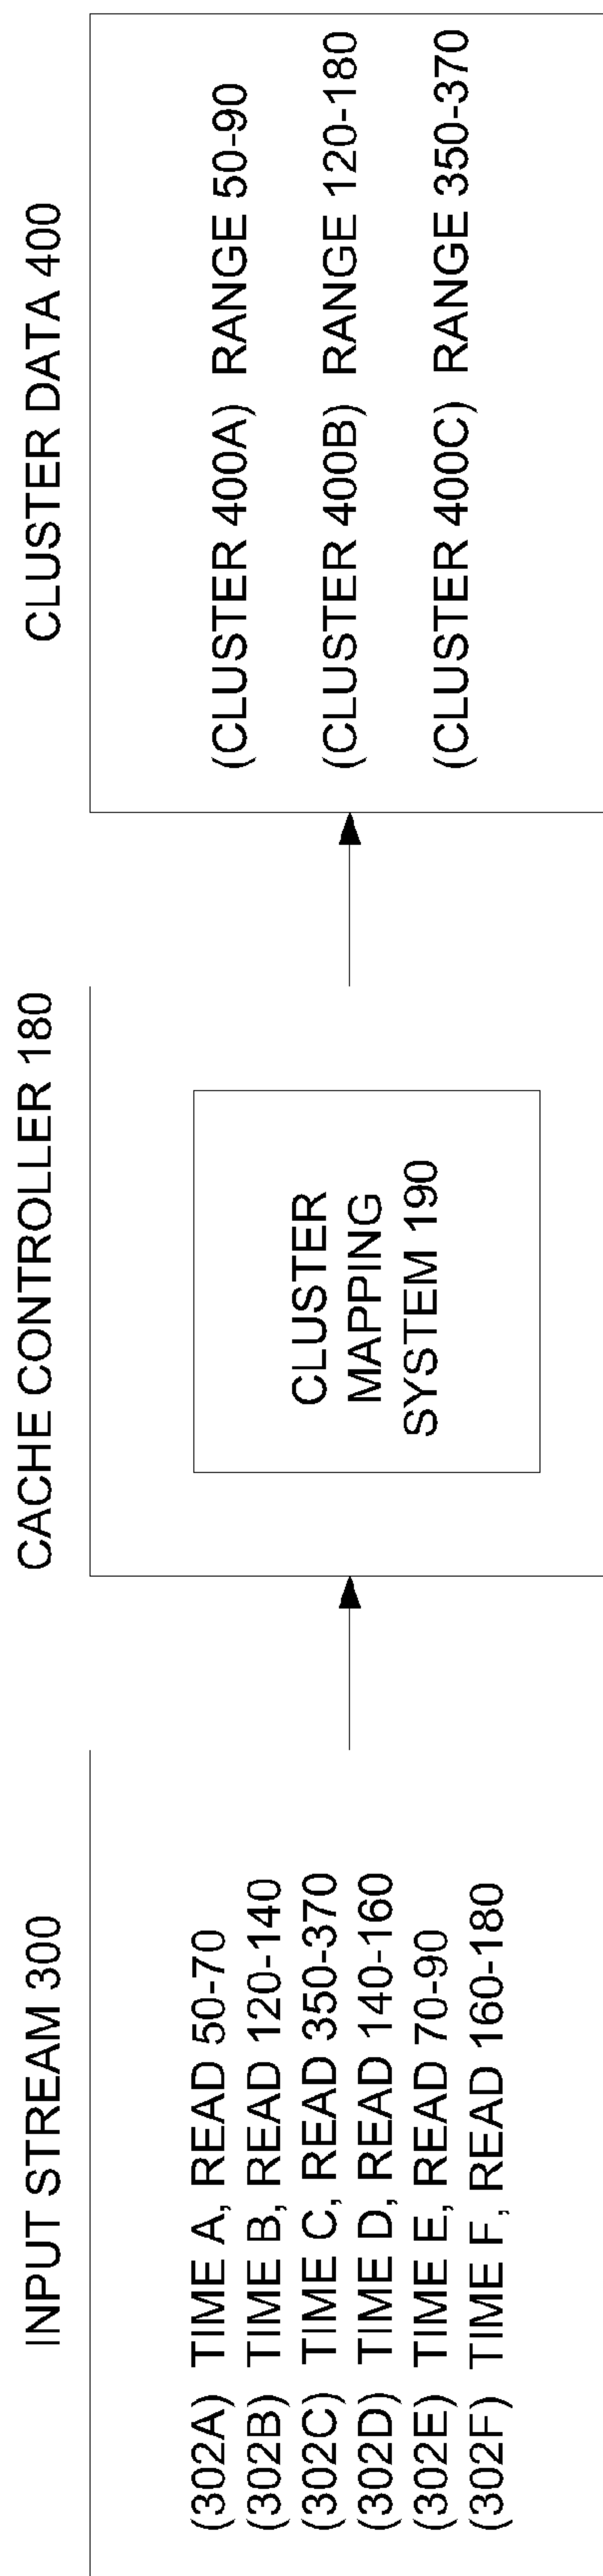 INPUT STREAM 300
(302A) TIME A, READ 50-70
(302B) TIME B, READ 120-140
(302C) TIME C, READ 350-370
(302D) TIME D, READ 140-160
(302E) TIME E, READ 70-90
(302F) TIME F, READ 160-180
CACHE CONTROLLER 180
CLUSTER
MAPPING
SYSTEM 190
CLUSTER DATA 400
(CLUSTER 400A) RANGE 50-90
(CLUSTER 400B) RANGE 120-180
(CLUSTER 400C) RANGE 350-370